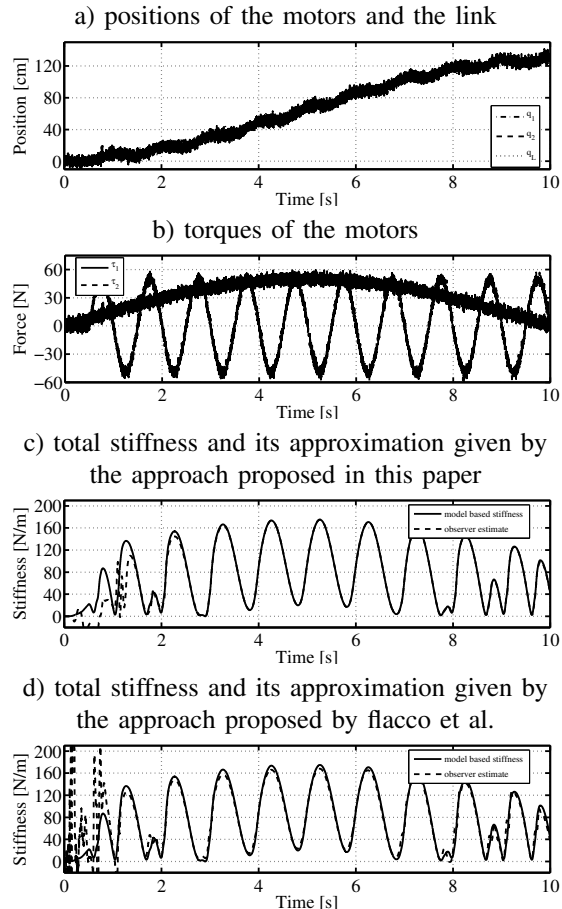 a) positions of the motors and the link
Position [cm]
120
80
40
0
q1
q2
qL
0 2 4 6 8 10
Time [s]
b) torques of the motors
Force [N]
60
30
0
−30
−60
τ1
τ2
0 2 4 6 8 10
Time [s]
c) total stiffness and its approximation given by
the approach proposed in this paper
Stiffness [N/m]
200
160
120
80
40
0
model based stiffness
observer estimate
0 2 4 6 8 10
Time [s]
d) total stiffness and its approximation given by
the approach proposed by flacco et al.
Stiffness [N/m]
200
160
120
80
40
0
model based stiffness
observer estimate
0 2 4 6 8 10
Time [s]